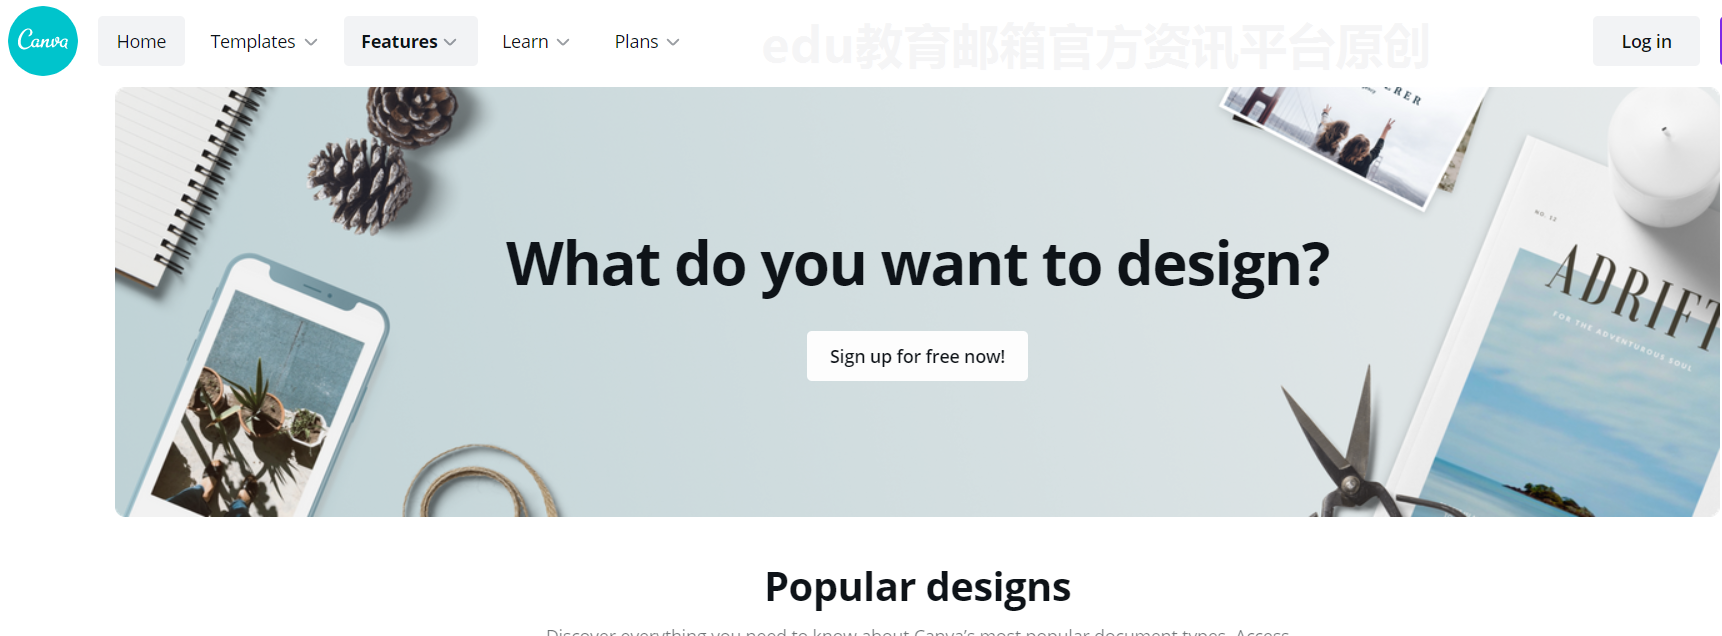 Canva
Home
Templates
Features
Learn
Plans
edu教育邮箱官方资讯平台原创
Log in
RER
NO. 12
ADRIFT
FOR THE ADVENTUROUS SOUL
What do you want to design?
Sign up for free now!
Popular designs
Discover everything you need to know about Canva's most popular document types. Access